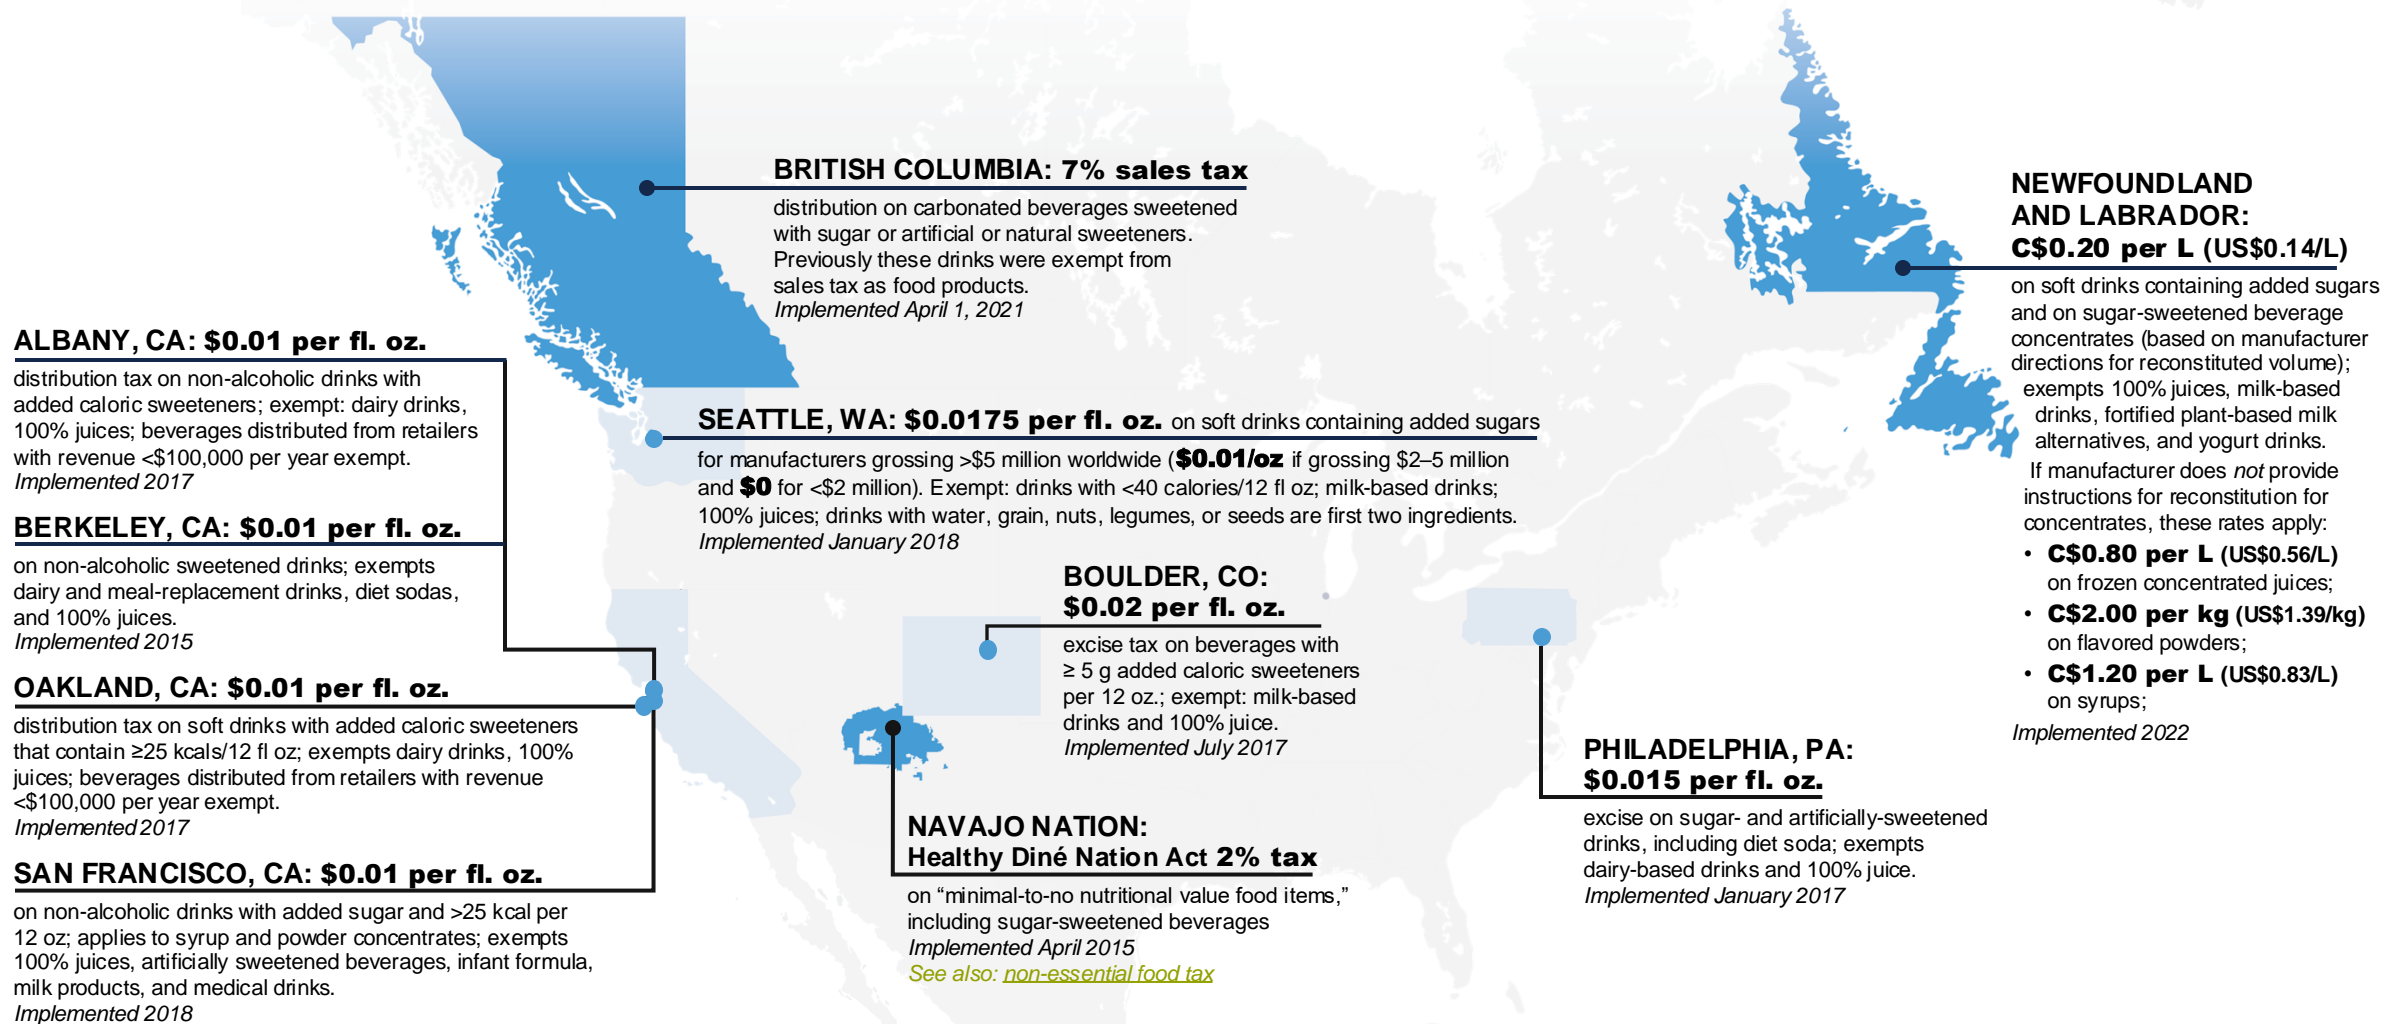 BRITISH COLUMBIA: 7% sales tax
distribution on carbonated beverages sweetened
with sugar or artificial or natural sweeteners.
Previously these drinks were exempt from
sales tax as food products.
Implemented April 1, 2021
NEWFOUNDLAND
AND LABRADOR:
C$0.20 per L (US$0.14/L)
on soft drinks containing added sugars
and on sugar-sweetened beverage
concentrates (based on manufacturer
directions for reconstituted volume);
exempts 100% juices, milk-based
drinks, fortified plant-based milk
alternatives, and yogurt drinks.
If manufacturer does not provide
instructions for reconstitution for
concentrates, these rates apply:
• C$0.80 per L (US$0.56/L)
on frozen concentrated juices;
• C$2.00 per kg (US$1.39/kg)
on flavored powders;
• C$1.20 per L (US$0.83/L)
on syrups;
Implemented 2022
ALBANY, CA: $0.01 per fl. oz.
distribution tax on non-alcoholic drinks with
added caloric sweeteners; exempt: dairy drinks,
100% juices; beverages distributed from retailers
with revenue <$100,000 per year exempt.
Implemented 2017
BERKELEY, CA: $0.01 per fl. oz.
on non-alcoholic sweetened drinks; exempts
dairy and meal-replacement drinks, diet sodas,
and 100% juices.
Implemented 2015
OAKLAND, CA: $0.01 per fl. oz.
distribution tax on soft drinks with added caloric sweeteners
that contain ≥25 kcals/12 fl oz; exempts dairy drinks, 100%
juices; beverages distributed from retailers with revenue
<$100,000 per year exempt.
Implemented 2017
SAN FRANCISCO, CA: $0.01 per fl. oz.
on non-alcoholic drinks with added sugar and >25 kcal per
12 oz; applies to syrup and powder concentrates; exempts
100% juices, artificially sweetened beverages, infant formula,
milk products, and medical drinks.
Implemented 2018
SEATTLE, WA: $0.0175 per fl. oz. on soft drinks containing added sugars
for manufacturers grossing >$5 million worldwide ($0.01/oz if grossing $2–5 million
and $0 for <$2 million). Exempt: drinks with <40 calories/12 fl oz; milk-based drinks;
100% juices; drinks with water, grain, nuts, legumes, or seeds are first two ingredients.
Implemented January 2018
BOULDER, CO:
$0.02 per fl. oz.
excise tax on beverages with
≥ 5 g added caloric sweeteners
per 12 oz.; exempt: milk-based
drinks and 100% juice.
Implemented July 2017
NAVAJO NATION:
Healthy Diné Nation Act 2% tax
on “minimal-to-no nutritional value food items,”
including sugar-sweetened beverages
Implemented April 2015
See also: non-essential food tax
PHILADELPHIA, PA:
$0.015 per fl. oz.
excise on sugar- and artificially-sweetened
drinks, including diet soda; exempts
dairy-based drinks and 100% juice.
Implemented January 2017